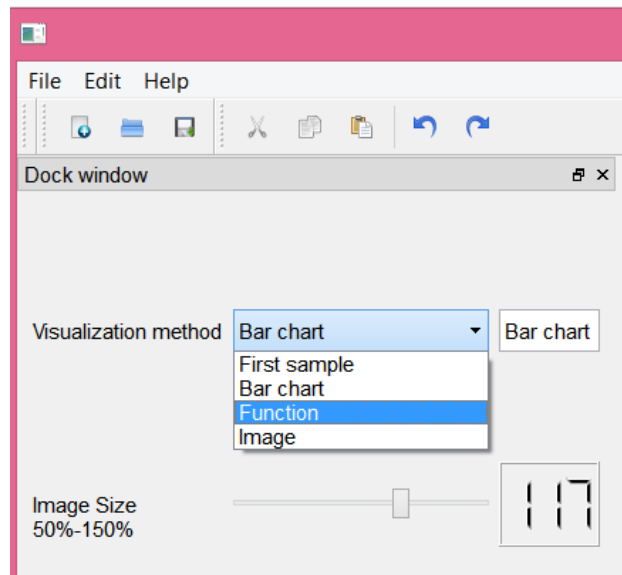 File Edit Help
Dock window
Visualization method Bar chart Bar chart
First sample
Bar chart
Function
Image
Image Size
50%-150%
117